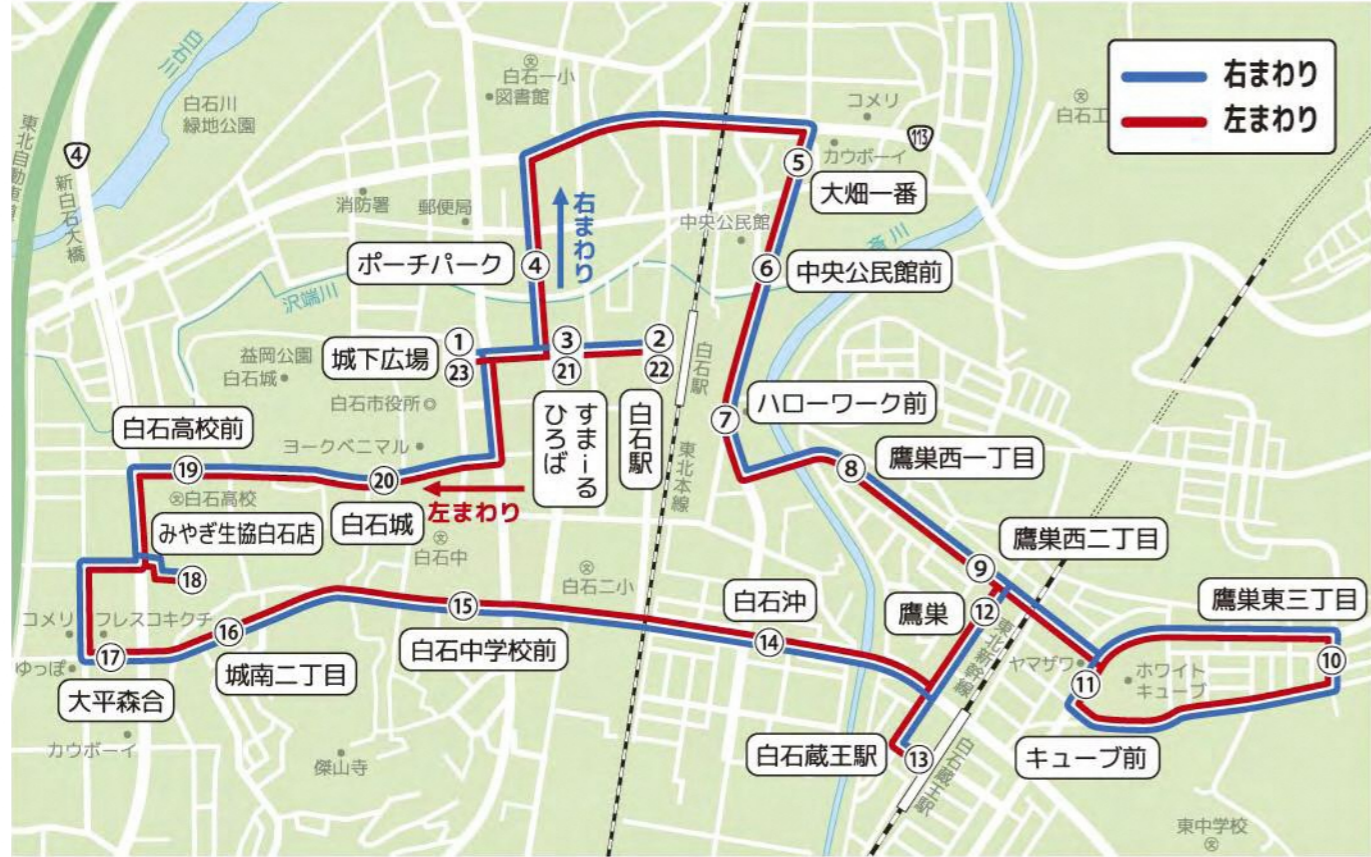 右まわり
左まわり
白石川
白石一小
図書館
白石川
緑地公園
コメリ
113
白石工
カウボーイ
5
大畑一番
東北自動車道
4
新白石大橋
消防署
郵便局
右まわり
中央公民館
斎川
ポーチパーク
4
6
中央公民館前
沢端川
益岡公園
白石城
城下広場
1
23
3
21
2
22
白石駅
白石市役所
すまiる
ひろば
白石駅
7
ハローワーク前
白石高校前
ヨークベニマル
東北本線
8
鷹巣西一丁目
19
20
白石高校
白石城
左まわり
みやぎ生協白石店
白石中
18
白石二小
9
鷹巣西二丁目
コメリ
フレスコキクチ
16
15
白石沖
14
鷹巣
12
東北新幹線
鷹巣東三丁目
10
ゆっぽ
17
城南二丁目
白石中学校前
ヤマザワ
11
ホワイト
キューブ
大平森合
カウボーイ
傑山寺
白石蔵王駅
13
白石蔵王駅
キューブ前
東中学校